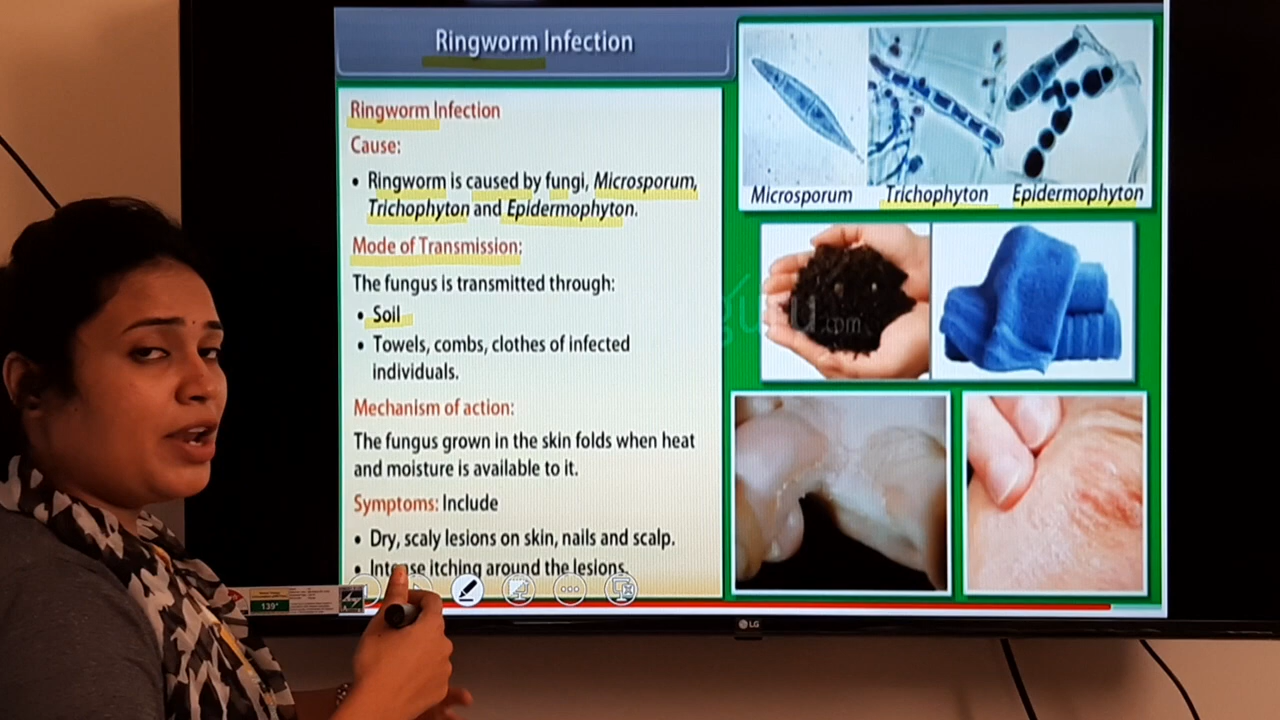 Ringworm Infection
Ringworm Infection
Cause:
• Ringworm is caused by fungi, Microsporum,
Trichophyton and Epidermophyton.
Mode of Transmission:
The fungus is transmitted through:
• Soil
• Towels, combs, clothes of infected
individuals.
Mechanism of action:
The fungus grown in the skin folds when heat
and moisture is available to it.
Symptoms: Include
• Dry, scaly lesions on skin, nails and scalp.
• Intense itching around the lesions.
Microsporum Trichophyton Epidermophyton
guru.com
139"
LG